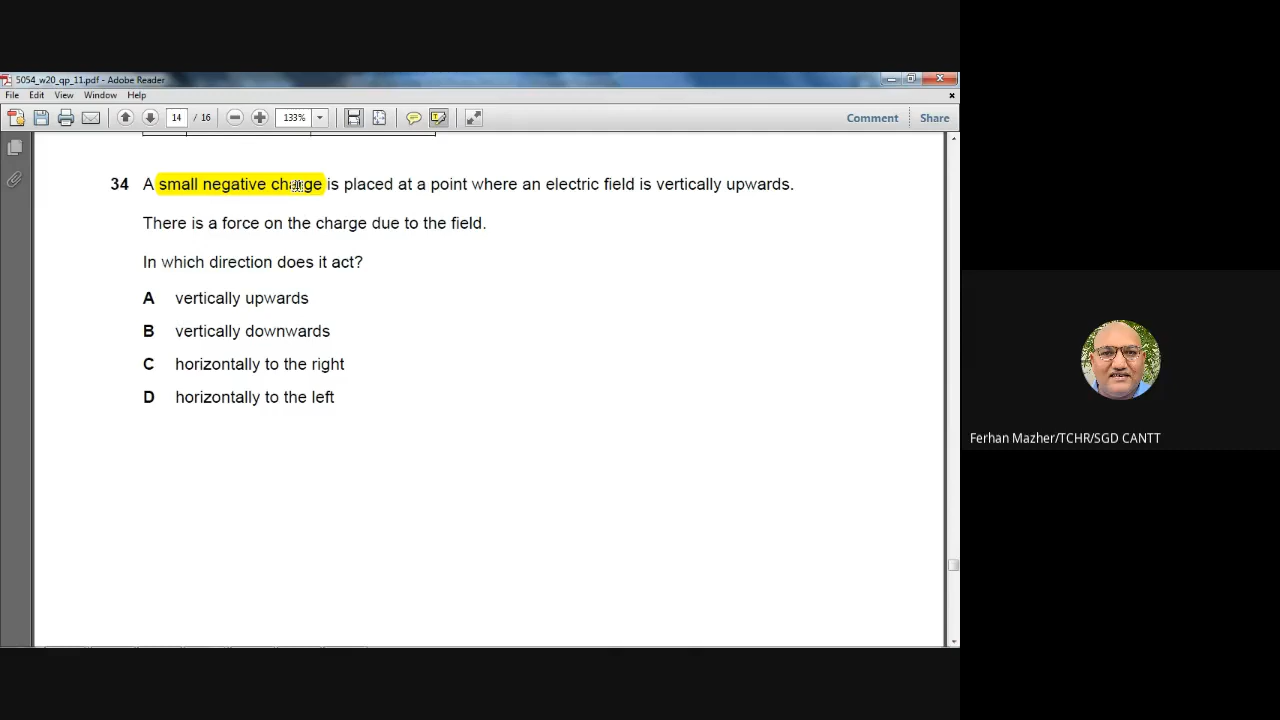 5054_w20_qp_11.pdf - Adobe Reader
File Edit View Window Help
14 / 16 133% Comment Share
34 A small negative charge is placed at a point where an electric field is vertically upwards.
There is a force on the charge due to the field.
In which direction does it act?
A vertically upwards
B vertically downwards
C horizontally to the right
D horizontally to the left
Ferhan Mazher/TCHR/SGD CANTT